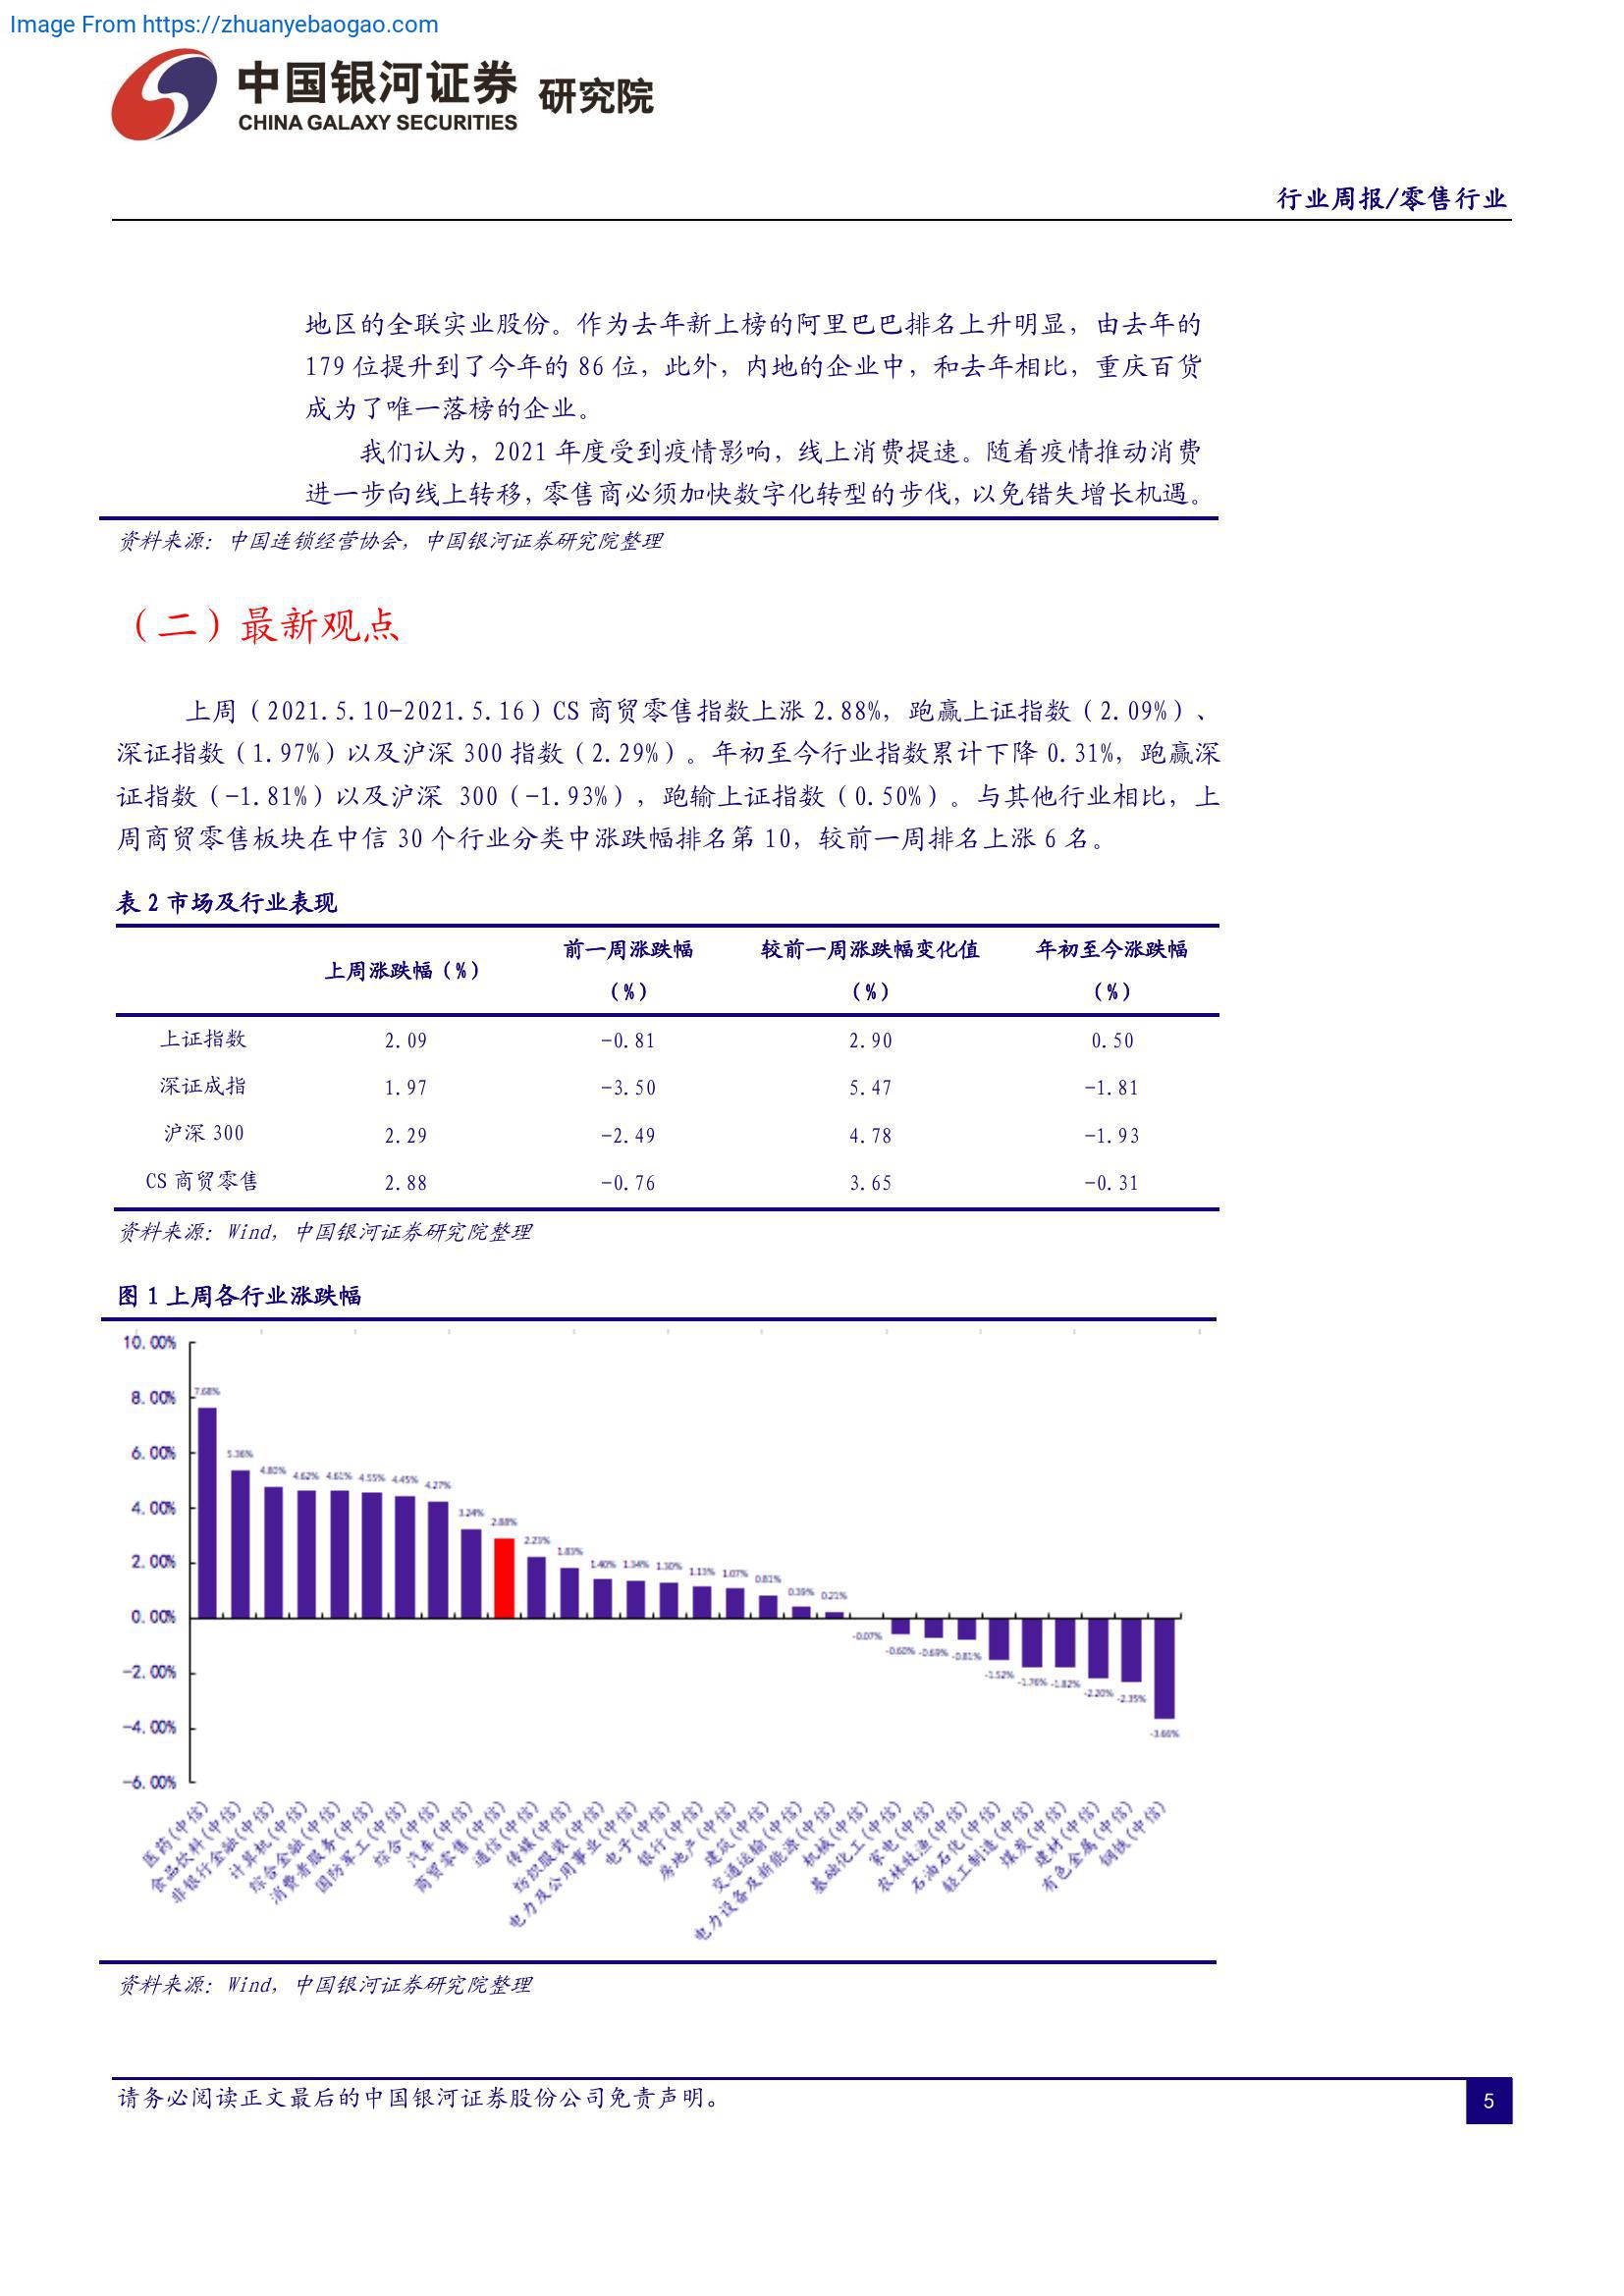 Image From https://zhuanyebaogao.com
中国银河证券 研究院
CHINA GALAXY SECURITIES
行业周报/零售行业
地区的全联实业股份。作为去年新上榜的阿里巴巴排名上升明显，由去年的
179 位提升到了今年的 86 位，此外，内地的企业中，和去年相比，重庆百货
成为了唯一落榜的企业。
我们认为，2021 年度受到疫情影响，线上消费提速。随着疫情推动消费
进一步向线上转移，零售商必须加快数字化转型的步伐，以免错失增长机遇。
资料来源：中国连锁经营协会，中国银河证券研究院整理
（二）最新观点
上周（2021.5.10-2021.5.16）CS 商贸零售指数上涨 2.88%，跑赢上证指数（2.09%）、
深证指数（1.97%）以及沪深 300 指数（2.29%）。年初至今行业指数累计下降 0.31%，跑赢深
证指数（-1.81%）以及沪深 300（-1.93%），跑输上证指数（0.50%）。与其他行业相比，上
周商贸零售板块在中信 30 个行业分类中涨跌幅排名第 10，较前一周排名上涨 6 名。
表 2 市场及行业表现
上周涨跌幅（%） 前一周涨跌幅（%） 较前一周涨跌幅变化值（%） 年初至今涨跌幅（%）
上证指数 2.09 -0.81 2.90 0.50
深证成指 1.97 -3.50 5.47 -1.81
沪深 300 2.29 -2.49 4.78 -1.93
CS 商贸零售 2.88 -0.76 3.65 -0.31
资料来源：Wind，中国银河证券研究院整理
图 1 上周各行业涨跌幅
10.00%
8.00%
6.00%
4.00%
2.00%
0.00%
-2.00%
-4.00%
-6.00%
7.68%
5.36%
4.80%
4.62%
4.61%
4.55%
4.45%
4.27%
3.24%
2.88%
2.23%
1.83%
1.40%
1.34%
1.30%
1.13%
1.07%
0.81%
0.39%
0.21%
-0.07%
-0.60%
-0.69%
-0.81%
-1.52%
-1.76%
-1.82%
-2.20%
-2.35%
-3.66%
医药(中信)
食品饮料(中信)
非银行金融(中信)
计算机(中信)
综合金融(中信)
消费者服务(中信)
国防军工(中信)
综合(中信)
汽车(中信)
商贸零售(中信)
通信(中信)
传媒(中信)
纺织服装(中信)
电力及公用事业(中信)
电子(中信)
银行(中信)
房地产(中信)
建筑(中信)
交通运输(中信)
电力设备及新能源(中信)
机械(中信)
基础化工(中信)
家电(中信)
农林牧渔(中信)
石油石化(中信)
轻工制造(中信)
煤炭(中信)
建材(中信)
有色金属(中信)
钢铁(中信)
资料来源：Wind，中国银河证券研究院整理
请务必阅读正文最后的中国银河证券股份公司免责声明。
5